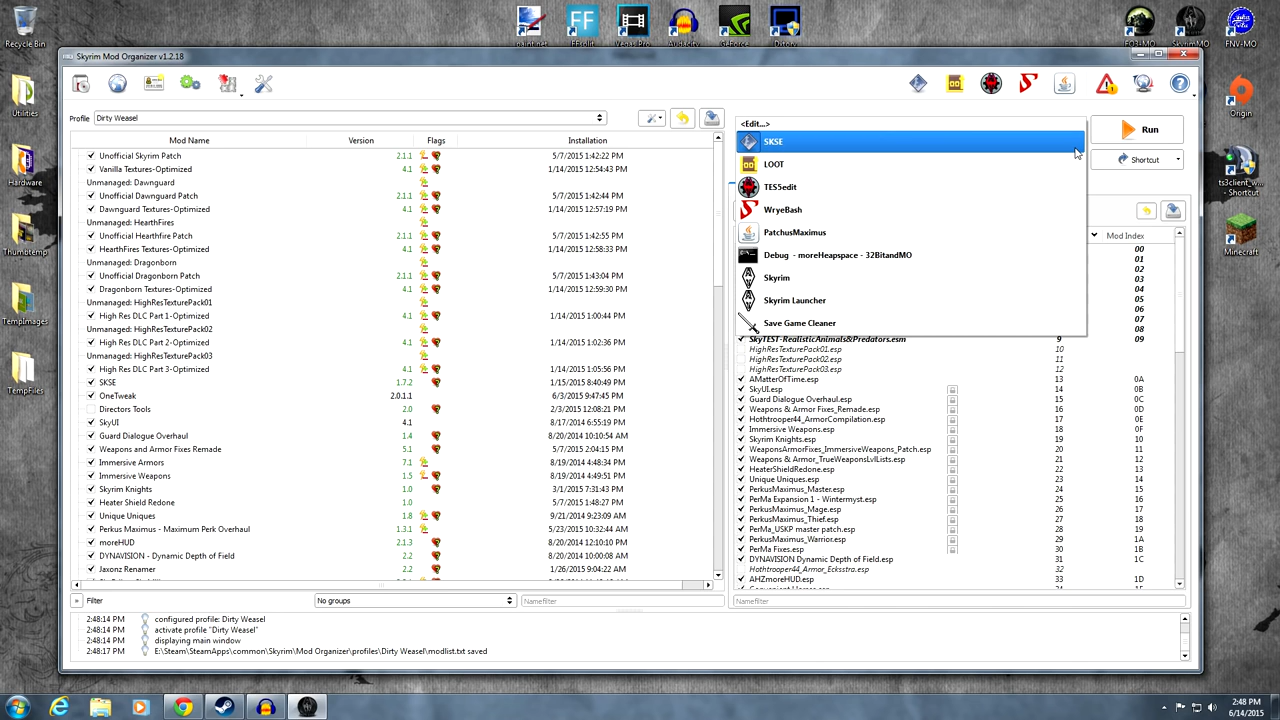 Recycle Bin
paint.net
FFsplit
Vegas Pro
Audacity
GeForce
FO3-MO
SkyrimMO
FNV-MO
Skyrim Mod Organizer v1.2.18
Profile
Dirty Weasel
<Edit...>
Run
Shortcut
SKSE
LOOT
TES5edit
WryeBash
PatchusMaximus
Debug - moreHeapspace - 32BitandMO
Skyrim
Skyrim Launcher
Save Game Cleaner
Utilities
Hardware
Thumbtemp
TempImages
TempFiles
Origin
ts3client_w...
- Shortcut
Minecraft
Mod Name Version Flags Installation
Unofficial Skyrim Patch 2.1.1 5/7/2015 1:42:22 PM
Vanilla Textures-Optimized 4.1 1/14/2015 12:54:43 PM
Unmanaged: Dawnguard
Unofficial Dawnguard Patch 2.1.1 5/7/2015 1:42:44 PM
Dawnguard Textures-Optimized 4.1 1/14/2015 12:57:19 PM
Unmanaged: HearthFires
Unofficial Hearthfire Patch 2.1.1 5/7/2015 1:42:55 PM
HearthFires Textures-Optimized 4.1 1/14/2015 12:58:33 PM
Unmanaged: Dragonborn
Unofficial Dragonborn Patch 2.1.1 5/7/2015 1:43:04 PM
Dragonborn Textures-Optimized 4.1 1/14/2015 12:59:30 PM
Unmanaged: HighResTexturePack01
High Res DLC Part 1-Optimized 4.1 1/14/2015 1:00:44 PM
Unmanaged: HighResTexturePack02
High Res DLC Part 2-Optimized 4.1 1/14/2015 1:02:36 PM
Unmanaged: HighResTexturePack03
High Res DLC Part 3-Optimized 4.1 1/14/2015 1:05:56 PM
SKSE 1.7.2 1/15/2015 8:40:49 PM
OneTweak 2.0.1.1 6/3/2015 9:47:45 PM
Directors Tools 2.0 2/3/2015 12:08:21 PM
SkyUI 4.1 8/17/2014 6:55:19 PM
Guard Dialogue Overhaul 1.4 8/20/2014 10:10:54 AM
Weapons and Armor Fixes Remade 5.1 5/7/2015 2:04:15 PM
Immersive Armors 7.1 8/19/2014 4:48:34 PM
Immersive Weapons 1.5 8/19/2014 4:49:51 PM
Skyrim Knights 1.0 3/1/2015 7:31:43 PM
Heater Shield Redone 1.0 5/7/2015 1:48:27 PM
Unique Uniques 1.8 9/21/2014 9:23:09 AM
Perkus Maximus - Maximum Perk Overhaul 1.3.1 5/23/2015 10:32:44 AM
moreHUD 2.1.3 8/20/2014 12:10:10 PM
DYNAVISION - Dynamic Depth of Field 2.2 8/20/2014 10:00:08 AM
Jaxonz Renamer 2.2 1/26/2015 9:04:22 AM
Mod Index
00
01
02
03
04
05
06
07
08
SkyTEST-RealisticAnimals&Predators.esm 9 09
HighResTexturePack01.esp 10
HighResTexturePack02.esp 11
HighResTexturePack03.esp 12
AMatterOfTime.esp 13 0A
SkyUI.esp 14 0B
Guard Dialogue Overhaul.esp 15 0C
Weapons & Armor Fixes_Remade.esp 16 0D
Hothtrooper44_ArmorCompilation.esp 17 0E
Immersive Weapons.esp 18 0F
Skyrim Knights.esp 19 10
WeaponsArmorFixes_ImmersiveWeapons_Patch.esp 20 11
Weapons & Armor_TrueWeaponsLvlLists.esp 21 12
HeaterShieldRedone.esp 22 13
Unique Uniques.esp 23 14
PerkusMaximus_Master.esp 24 15
PerMa Expansion 1 - Wintermyst.esp 25 16
PerkusMaximus_Mage.esp 26 17
PerkusMaximus_Thief.esp 27 18
PerMa_USKP master patch.esp 28 19
PerkusMaximus_Warrior.esp 29 1A
PerMa Fixes.esp 30 1B
DYNAVISION Dynamic Depth of Field.esp 31 1C
Hothtrooper44_Armor_Ecksstra.esp 32
AHZmoreHUD.esp 33 1D
Filter
No groups
Namefilter
Namefilter
2:48:14 PM configured profile: Dirty Weasel
2:48:14 PM activate profile "Dirty Weasel"
2:48:14 PM displaying main window
2:48:17 PM E:\Steam\SteamApps\common\Skyrim\Mod Organizer\profiles\Dirty Weasel\modlist.txt saved
2:48 PM
6/14/2015